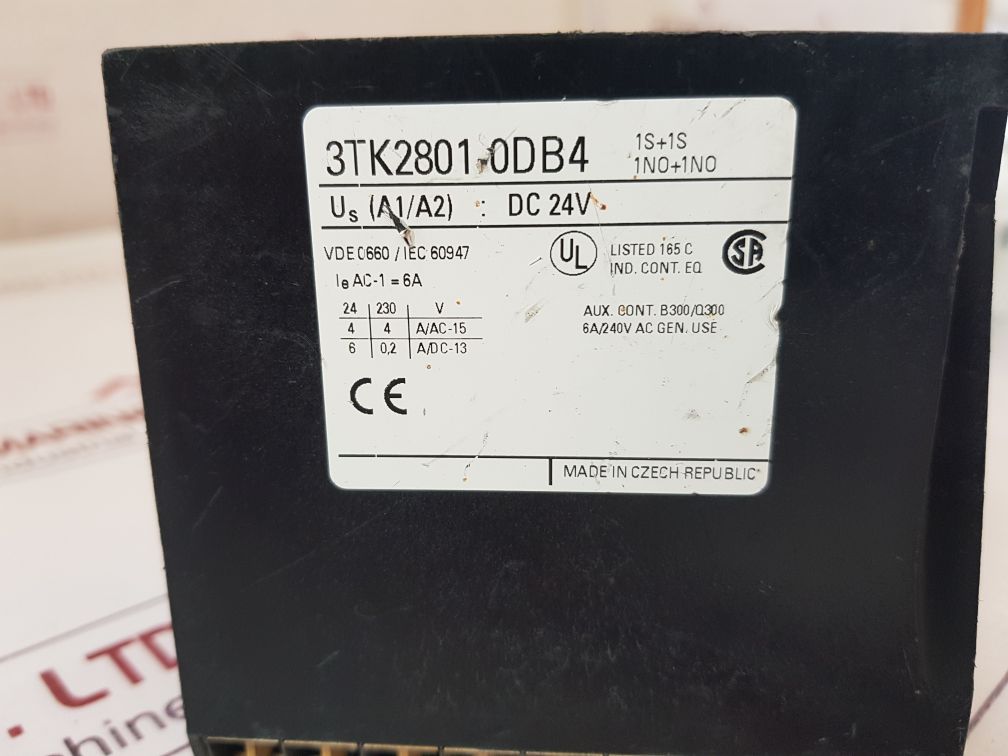 3TK2801-0DB4
1S+1S
1NO+1NO
Us (A1/A2) : DC 24V
VDE 0660 / IEC 60947
Ie AC-1 = 6A
24 230 V
4 4 A/AC-15
6 0,2 A/DC-13
UL
LISTED 165 C
IND. CONT. EQ
SA
AUX. CONT. B300/Q300
6A/240V AC GEN. USE
CE
MADE IN CZECH REPUBLIC
. LTD